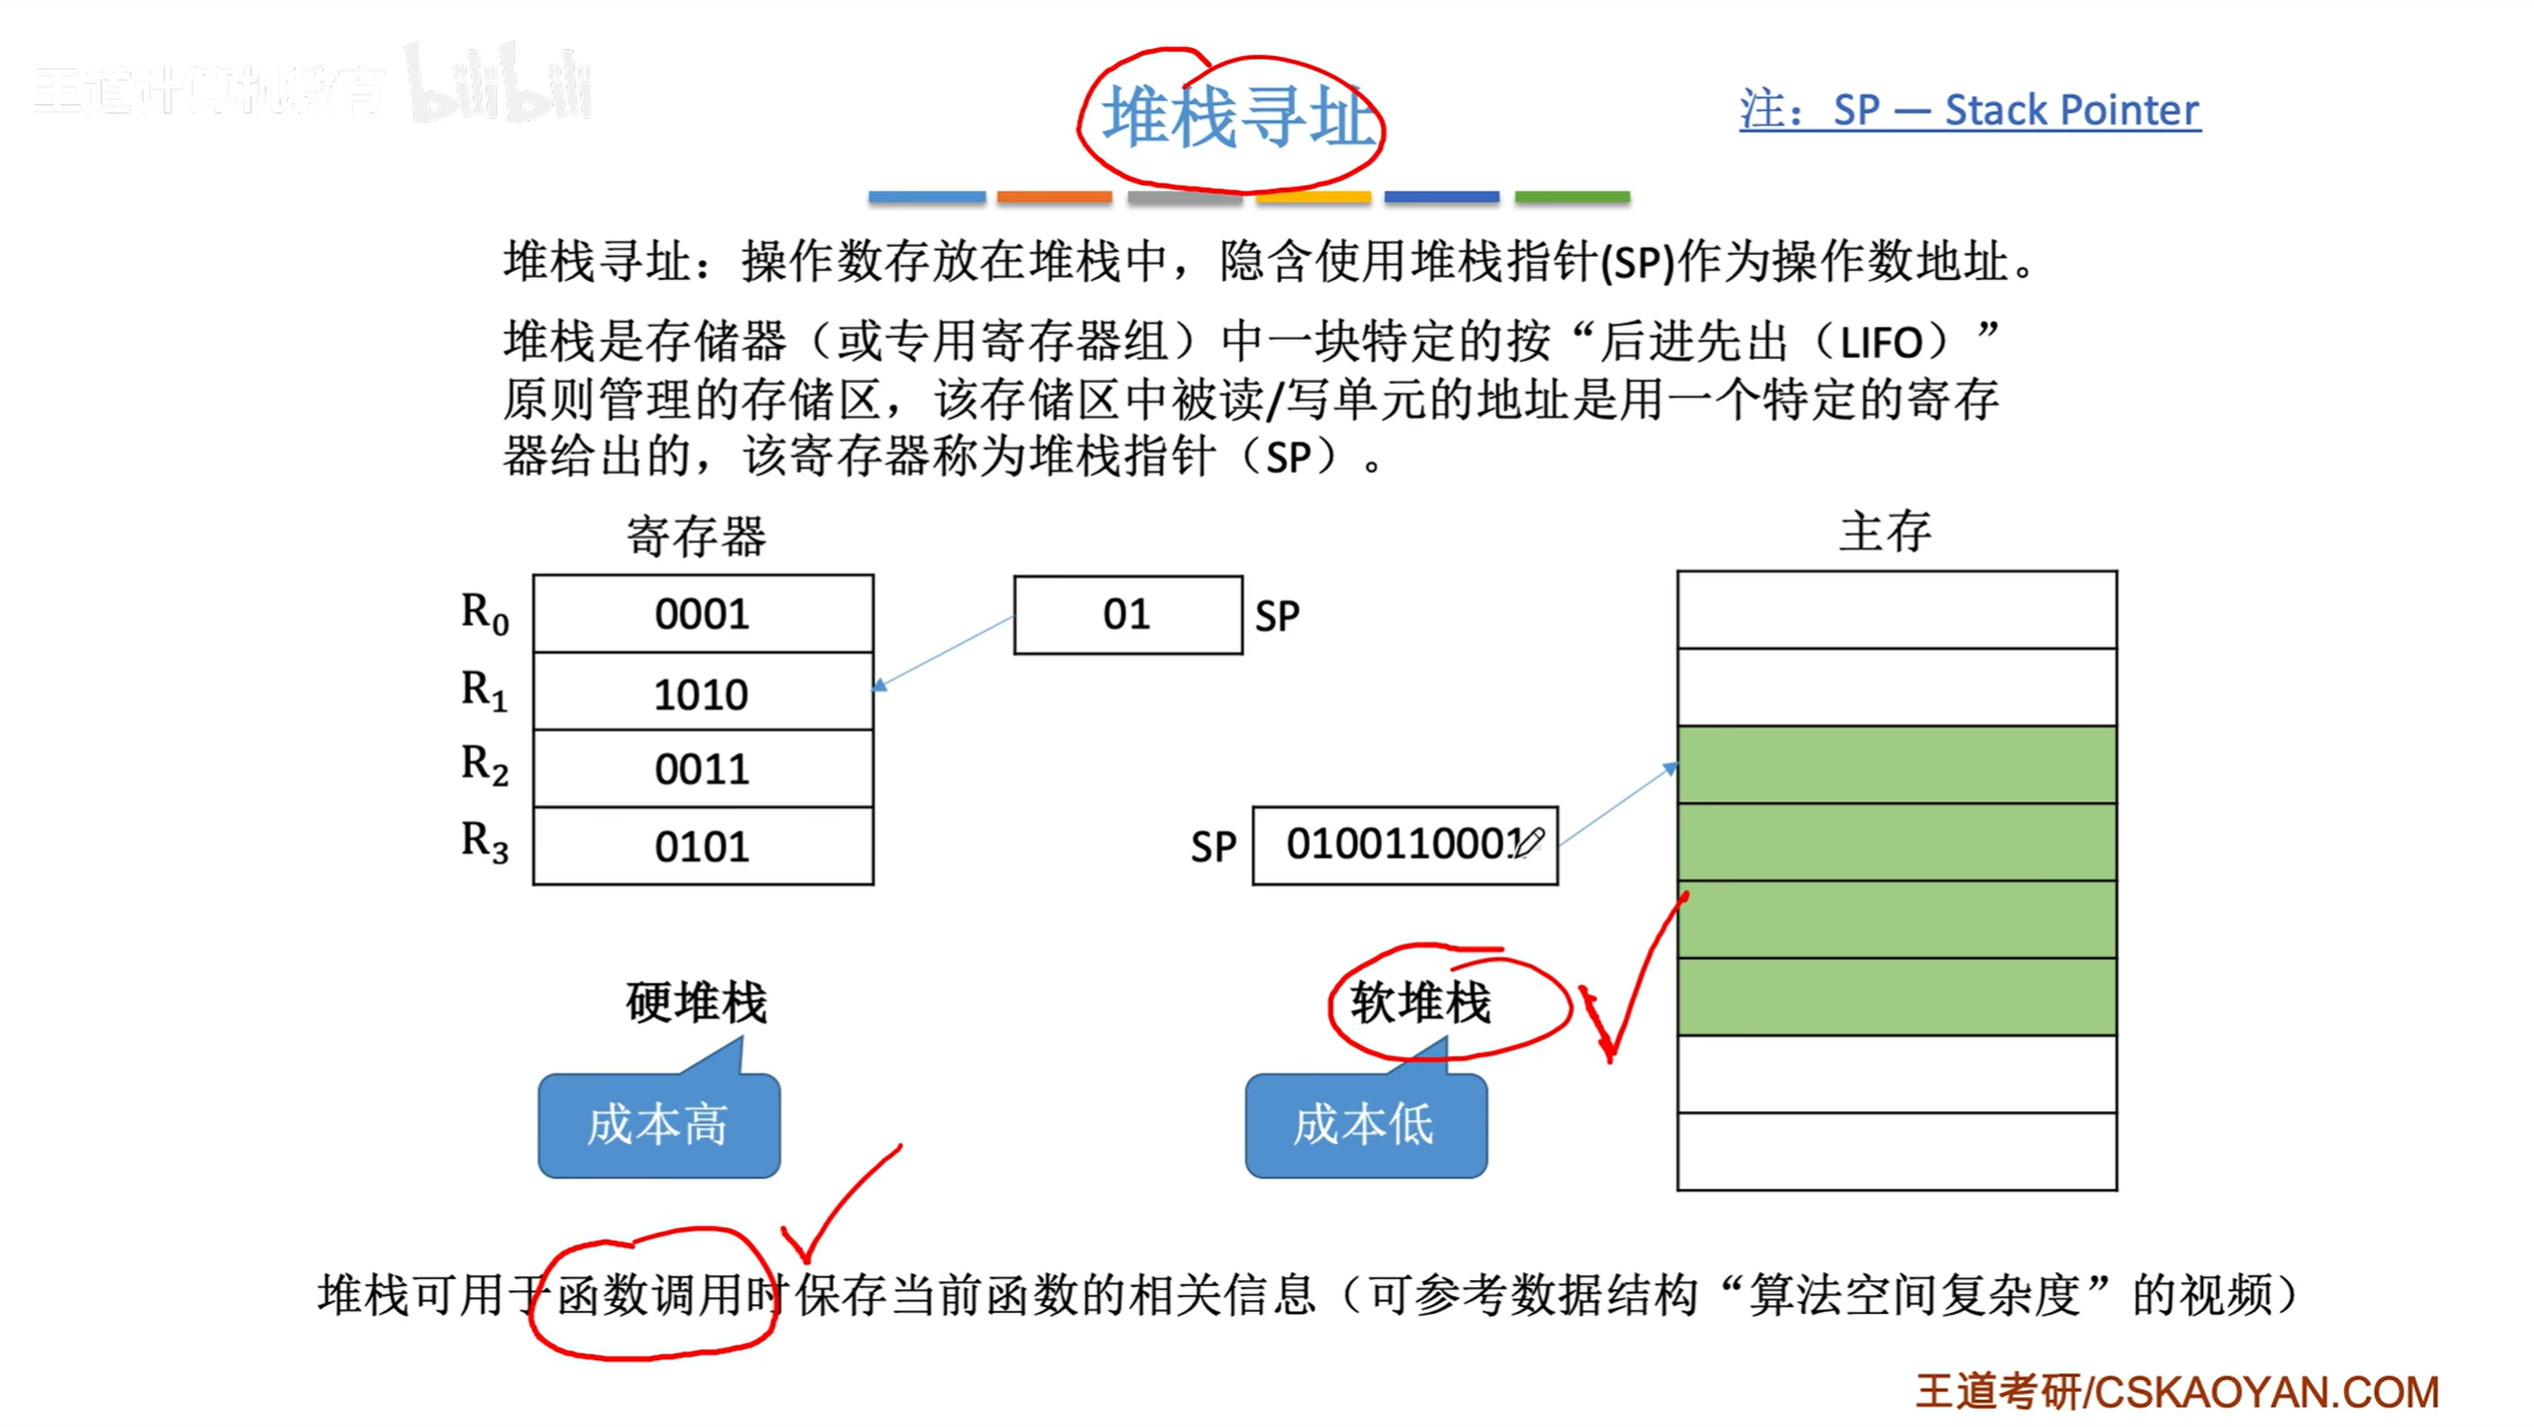 王道计算机教育 bilibili
堆栈寻址
注：SP — Stack Pointer
堆栈寻址：操作数存放在堆栈中，隐含使用堆栈指针(SP)作为操作数地址。
堆栈是存储器（或专用寄存器组）中一块特定的按“后进先出（LIFO）”
原则管理的存储区，该存储区中被读/写单元的地址是用一个特定的寄存
器给出的，该寄存器称为堆栈指针（SP）。
寄存器
R0 0001
R1 1010
R2 0011
R3 0101
01 SP
主存
SP 0100110001
硬堆栈
成本高
软堆栈
成本低
堆栈可用于函数调用时保存当前函数的相关信息（可参考数据结构“算法空间复杂度”的视频）
王道考研/CSKAOYAN.COM